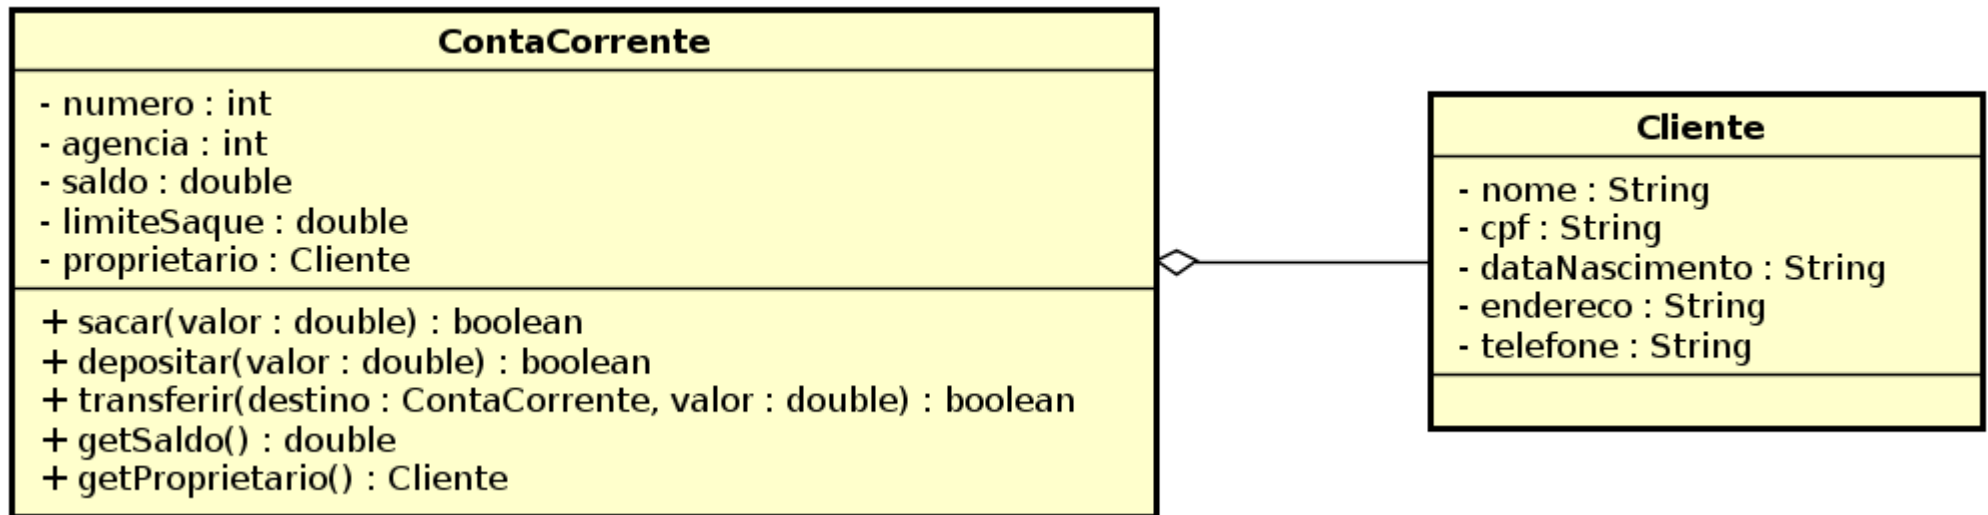 ContaCorrente
- numero : int
- agencia : int
- saldo : double
- limiteSaque : double
- proprietario : Cliente
+ sacar(valor : double) : boolean
+ depositar(valor : double) : boolean
+ transferir(destino : ContaCorrente, valor : double) : boolean
+ getSaldo() : double
+ getProprietario() : Cliente
Cliente
- nome : String
- cpf : String
- dataNascimento : String
- endereco : String
- telefone : String